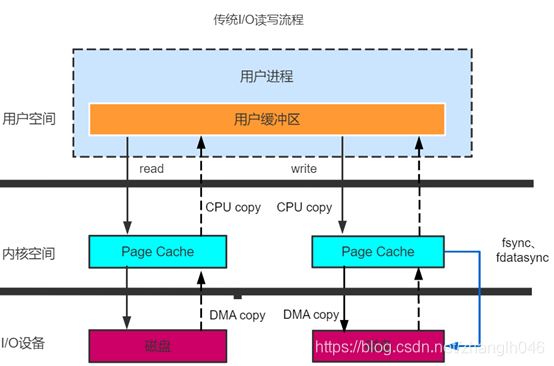 传统I/O读写流程
用户进程
用户空间
用户缓冲区
read
write
CPU copy
CPU copy
内核空间
Page Cache
Page Cache
fsync、
fdatasync
DMA copy
DMA copy
I/O设备
磁盘
https://blog.csdn.net/zhanglh046